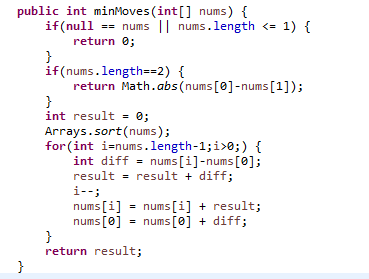 public int minMoves(int[] nums) {
    if(null == nums || nums.length <= 1) {
        return 0;
    }
    if(nums.length==2) {
        return Math.abs(nums[0]-nums[1]);
    }
    int result = 0;
    Arrays.sort(nums);
    for(int i=nums.length-1;i>0;) {
        int diff = nums[i]-nums[0];
        result = result + diff;
        i--;
        nums[i] = nums[i] + result;
        nums[0] = nums[0] + diff;
    }
    return result;
}